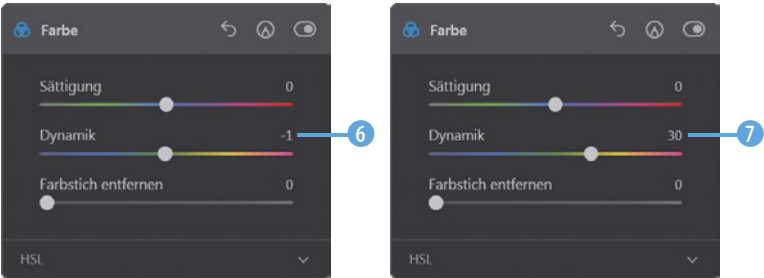 Farbe
Sättigung 0
Dynamik -1
6
Farbstich entfernen 0
HSL
Farbe
Sättigung 0
Dynamik 30
7
Farbstich entfernen 0
HSL